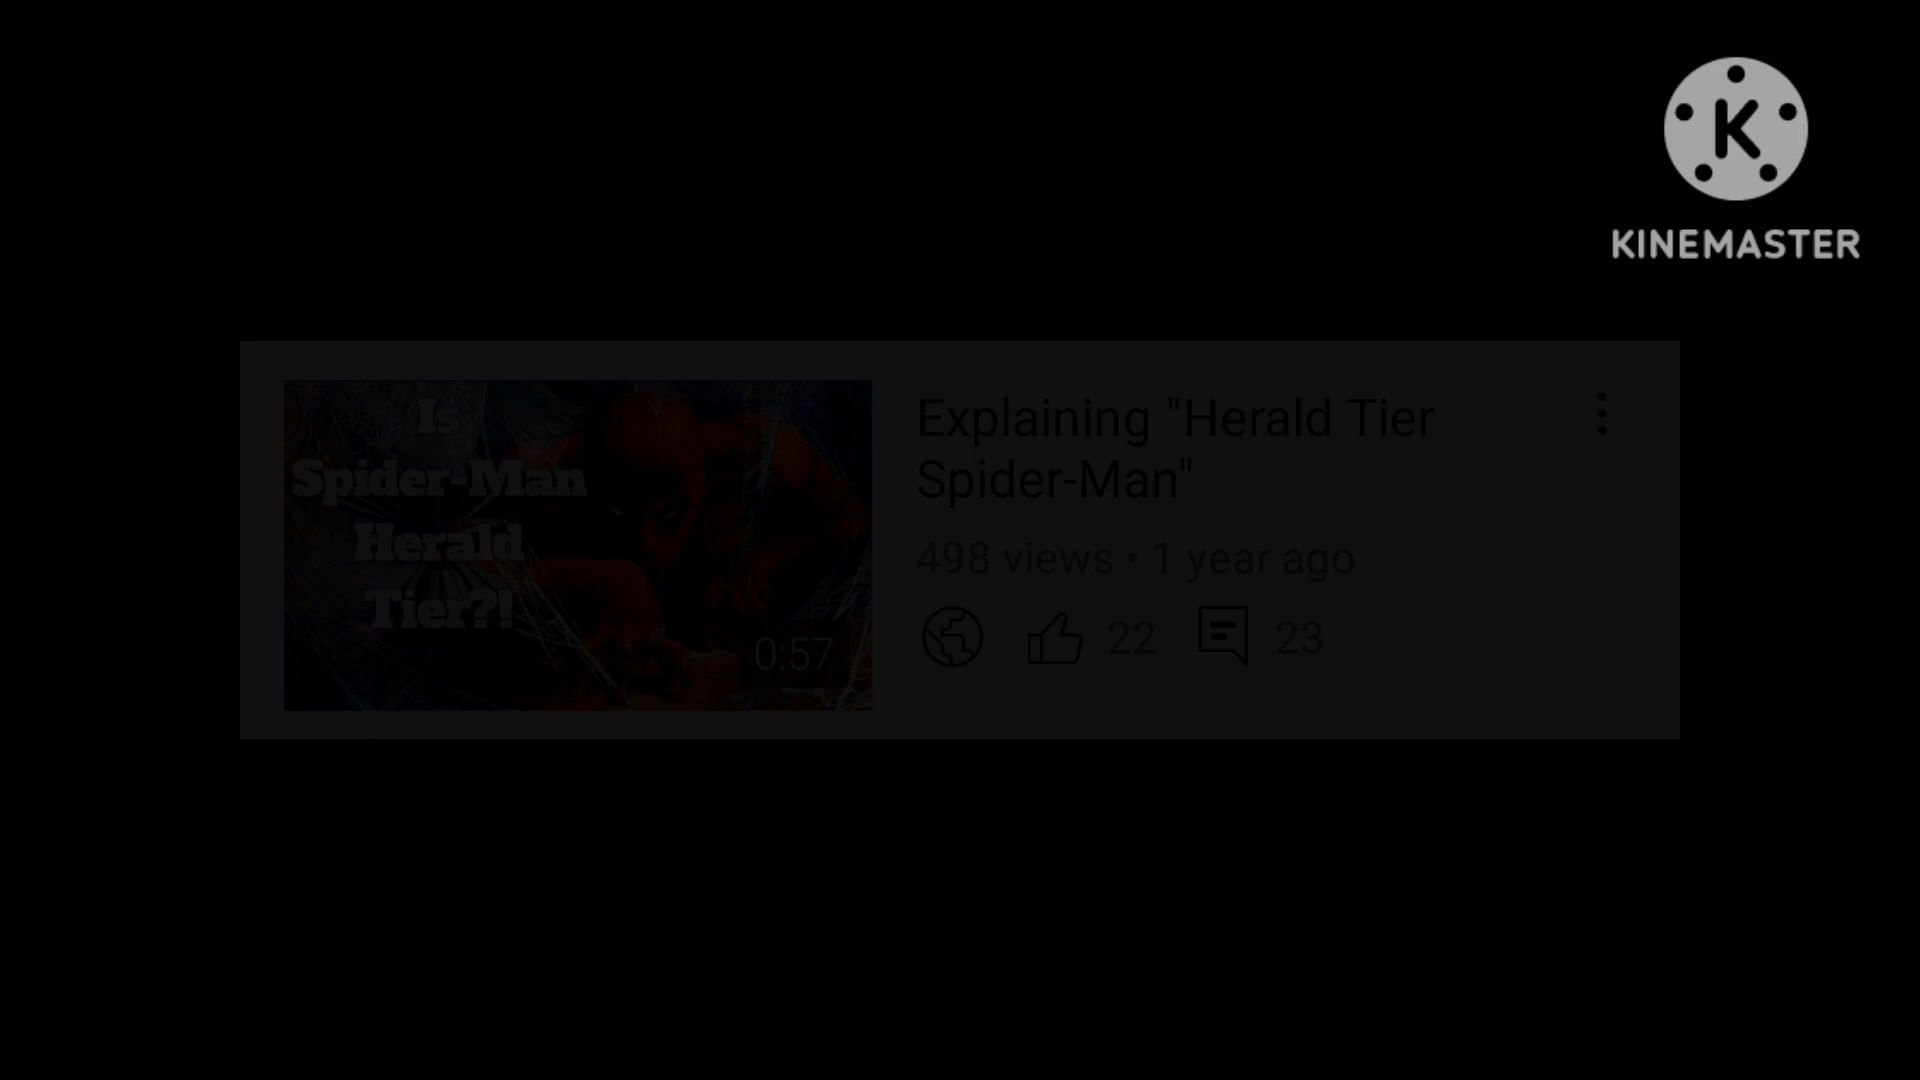 K
KINEMASTER
Is
Spider-Man
Herald
Tier?!
0:57
Explaining "Herald Tier
Spider-Man"
498 views • 1 year ago
22 23